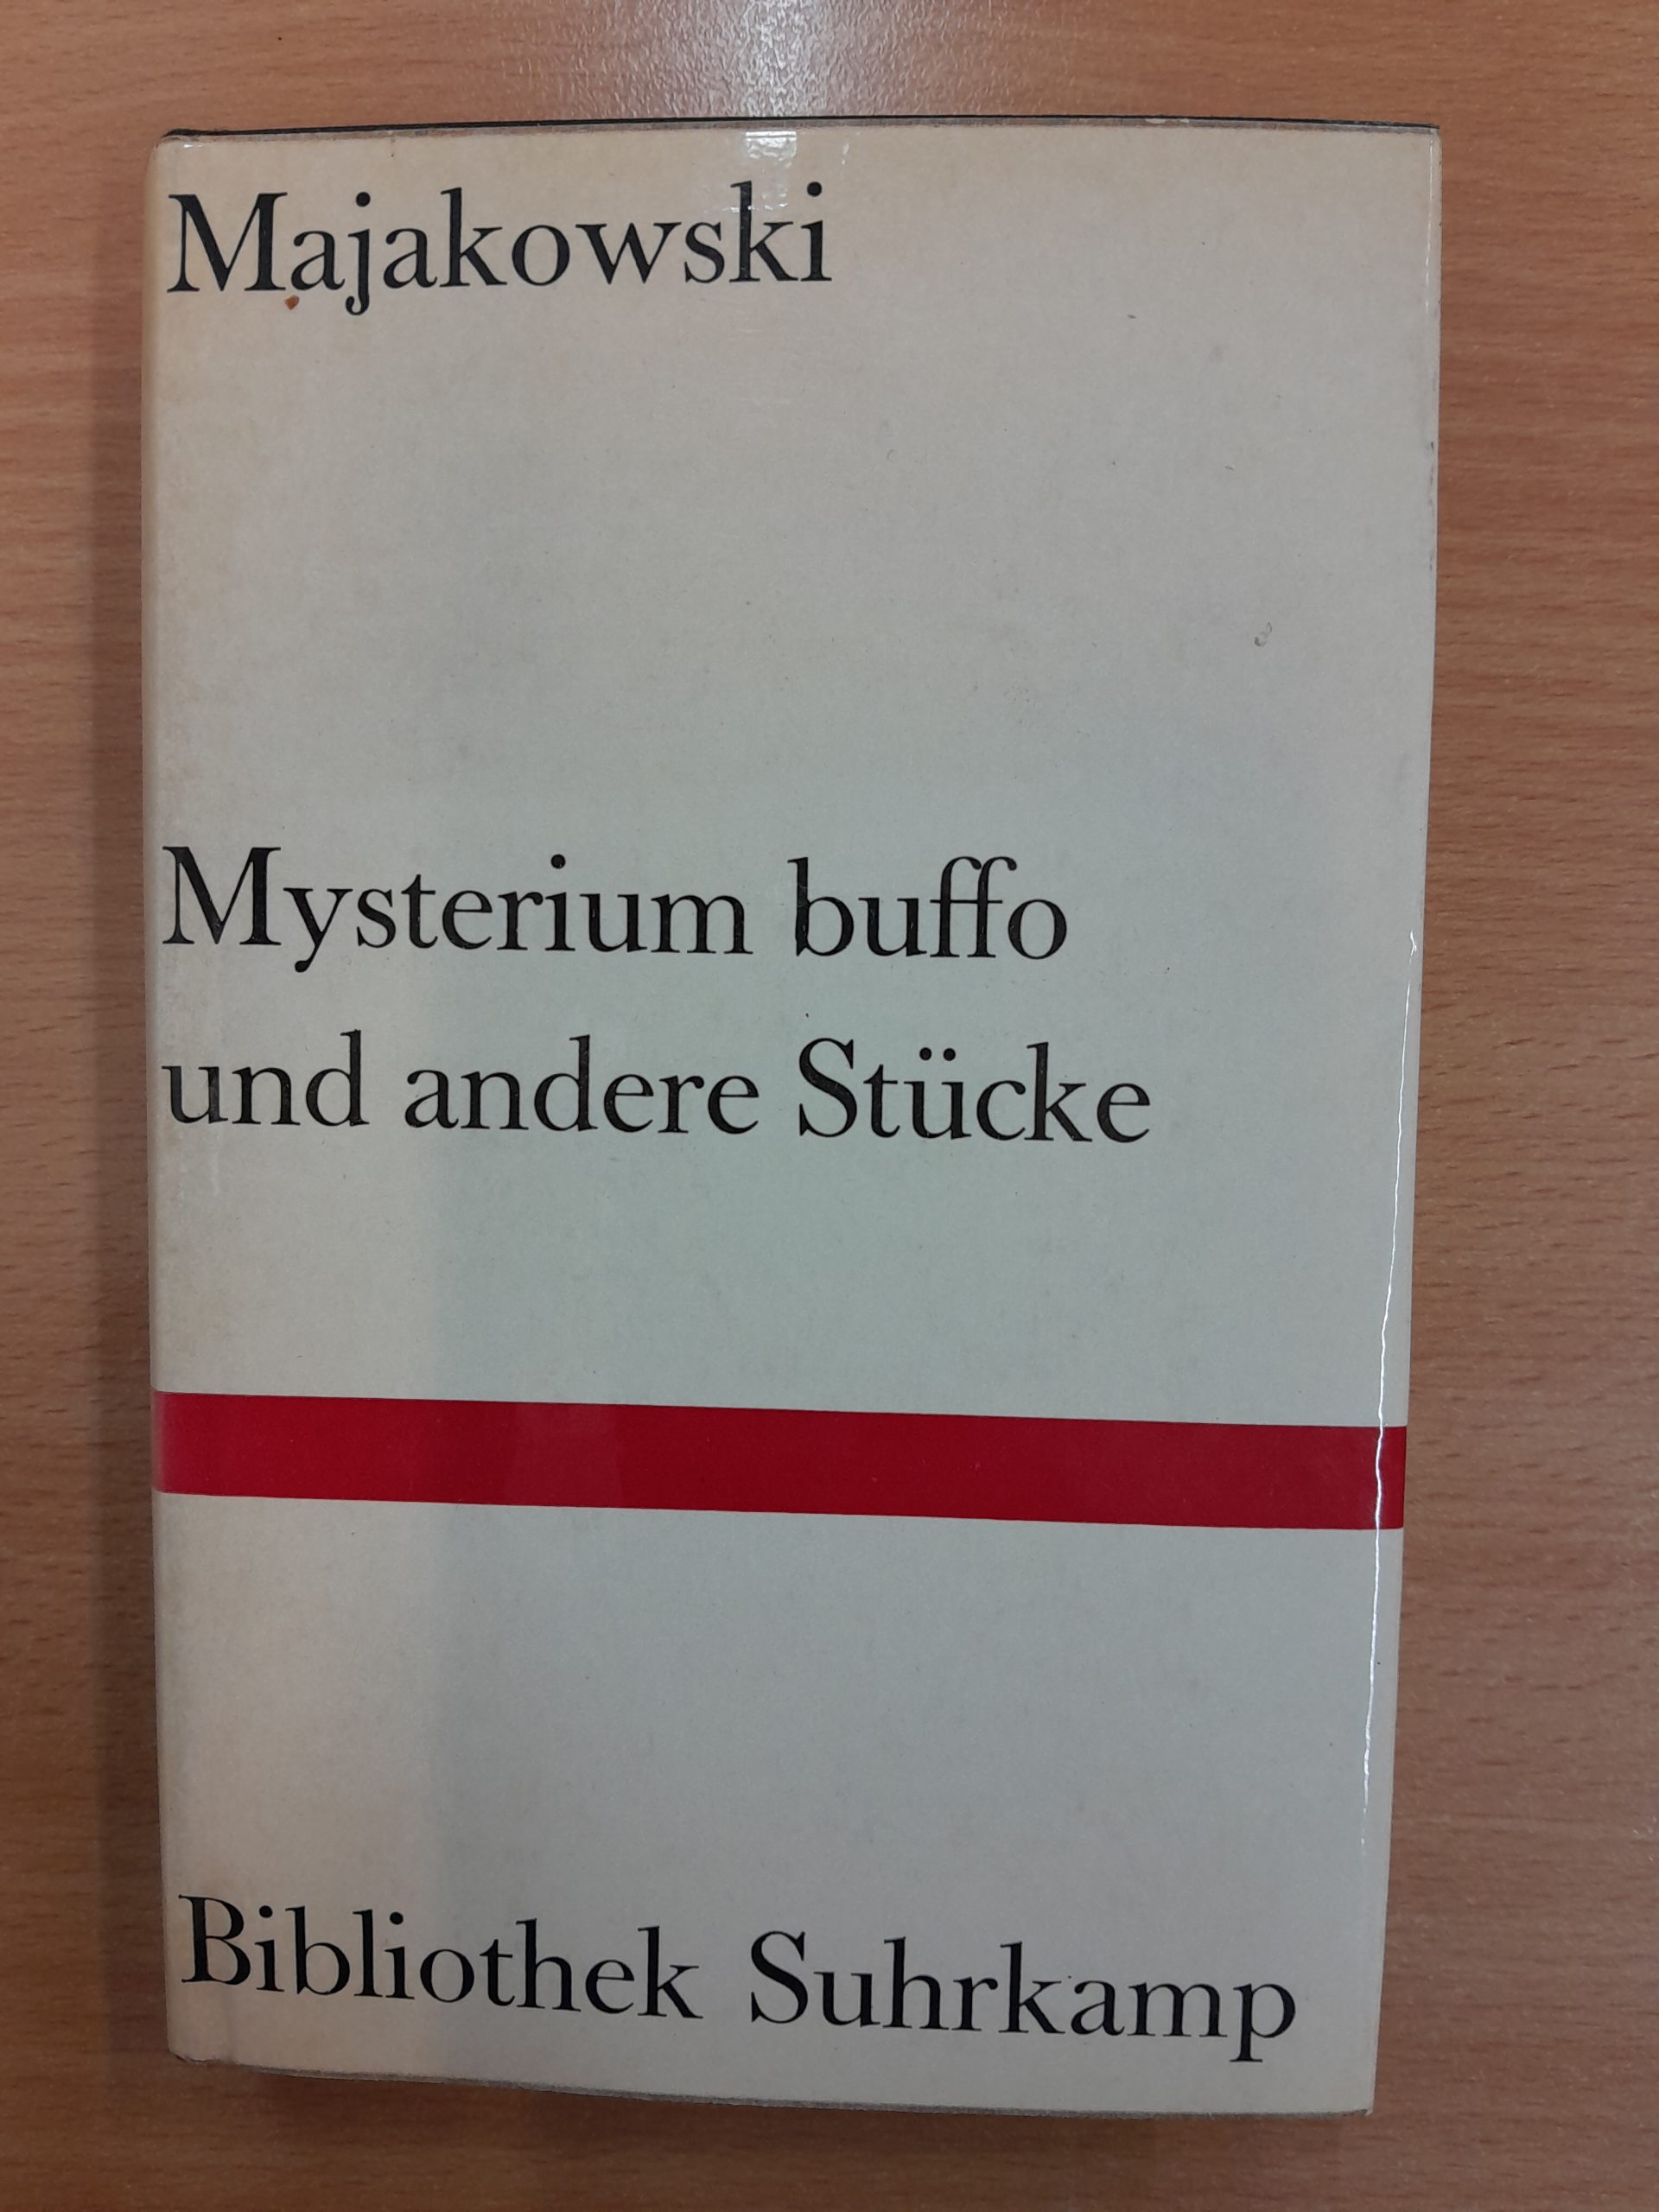 Majakowski
Mysterium buffo
und andere Stücke
Bibliothek Suhrkamp